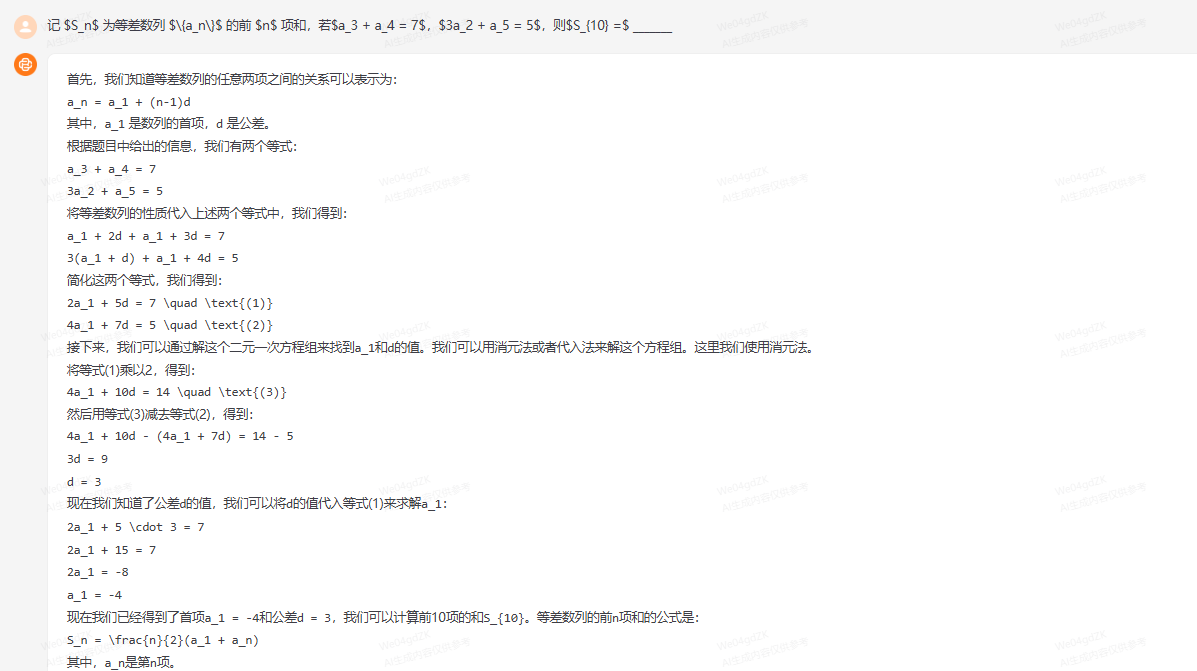 记 $S_n$ 为等差数列 $\{a_n\}$ 的前 $n$ 项和，若$a_3 + a_4 = 7$，$3a_2 + a_5 = 5$，则$S_{10} =$ ______
首先，我们知道等差数列的任意两项之间的关系可以表示为：
a_n = a_1 + (n-1)d
其中，a_1 是数列的首项，d 是公差。
根据题目中给出的信息，我们有两个等式：
a_3 + a_4 = 7
3a_2 + a_5 = 5
将等差数列的性质代入上述两个等式中，我们得到：
a_1 + 2d + a_1 + 3d = 7
3(a_1 + d) + a_1 + 4d = 5
简化这两个等式，我们得到：
2a_1 + 5d = 7 \quad \text{(1)}
4a_1 + 7d = 5 \quad \text{(2)}
接下来，我们可以通过解这个二元一次方程组来找到a_1和d的值。我们可以用消元法或者代入法来解这个方程组。这里我们使用消元法。
将等式(1)乘以2，得到：
4a_1 + 10d = 14 \quad \text{(3)}
然后用等式(3)减去等式(2)，得到：
4a_1 + 10d - (4a_1 + 7d) = 14 - 5
3d = 9
d = 3
现在我们知道了公差d的值，我们可以将d的值代入等式(1)来求解a_1：
2a_1 + 5 \cdot 3 = 7
2a_1 + 15 = 7
2a_1 = -8
a_1 = -4
现在我们已经得到了首项a_1 = -4和公差d = 3，我们可以计算前10项的和S_{10}。等差数列的前n项和的公式是：
S_n = \frac{n}{2}(a_1 + a_n)
其中，a_n是第n项。